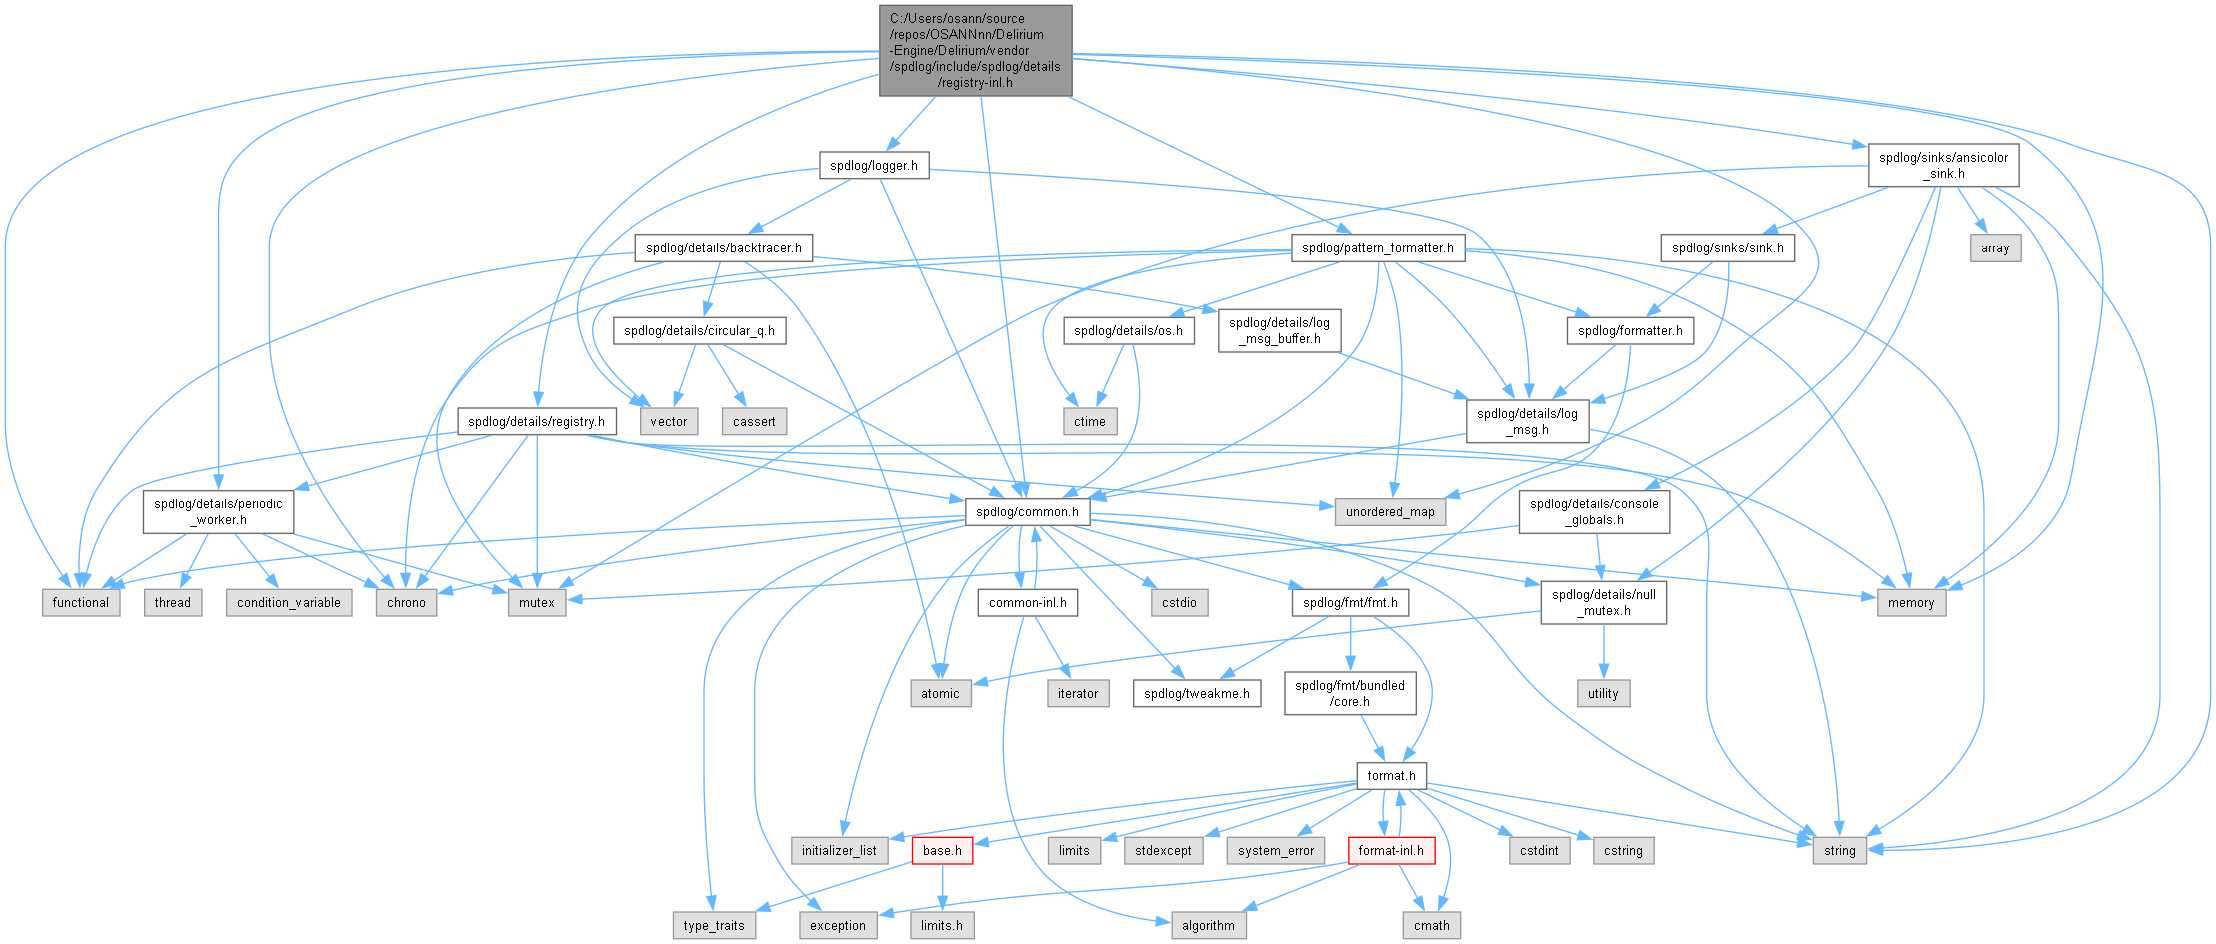 C:/Users/osann/source
/repos/OSANNnn/Delirium
-Engine/Delirium/vendor
/spdlog/include/spdlog/details
/registry-inl.h
spdlog/logger.h
spdlog/sinks/ansicolor
_sink.h
spdlog/details/backtracer.h
spdlog/pattern_formatter.h
spdlog/sinks/sink.h
array
spdlog/details/circular_q.h
spdlog/details/os.h
spdlog/details/log
_msg_buffer.h
spdlog/formatter.h
spdlog/details/registry.h
vector
cassert
ctime
spdlog/details/log
_msg.h
spdlog/details/periodic
_worker.h
spdlog/common.h
unordered_map
spdlog/details/console
_globals.h
functional
thread
condition_variable
chrono
mutex
common-inl.h
cstdio
spdlog/fmt/fmt.h
spdlog/details/null
_mutex.h
memory
atomic
iterator
spdlog/tweakme.h
spdlog/fmt/bundled
/core.h
utility
format.h
initializer_list
base.h
limits
stdexcept
system_error
format-inl.h
cstdint
cstring
string
type_traits
exception
limits.h
algorithm
cmath